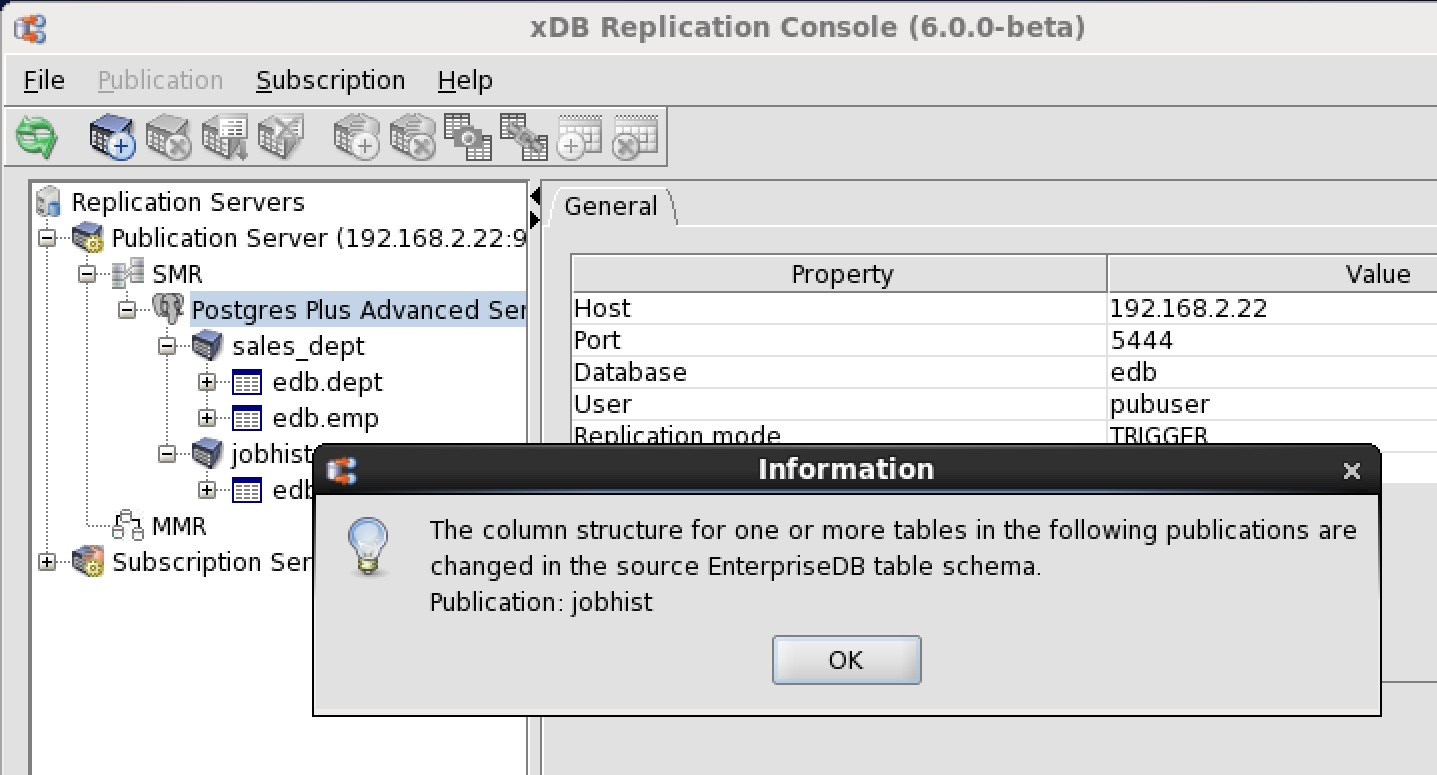 xDB Replication Console (6.0.0-beta)
File Publication Subscription Help
Replication Servers
Publication Server (192.168.2.22:9
SMR
Postgres Plus Advanced Ser
sales_dept
edb.dept
edb.emp
jobhist
edb
MMR
Subscription Ser
General
Property Value
Host 192.168.2.22
Port 5444
Database edb
User pubuser
Replication mode TRIGGER
Information
The column structure for one or more tables in the following publications are
changed in the source EnterpriseDB table schema.
Publication: jobhist
OK